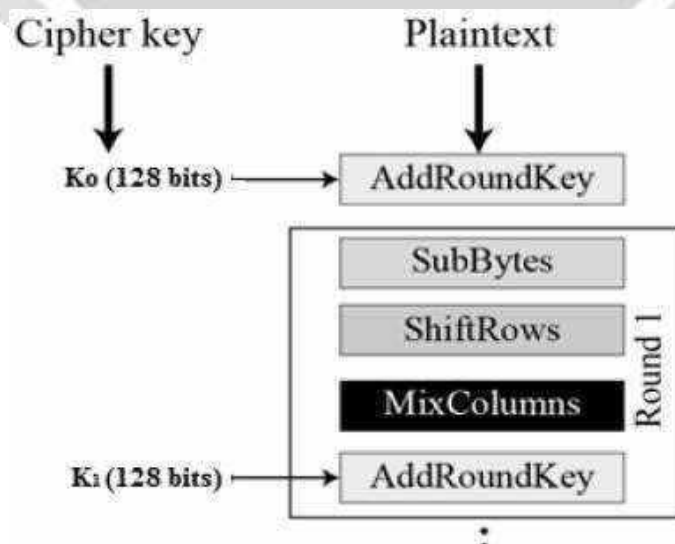 Cipher key
Plaintext
K0 (128 bits)
AddRoundKey
SubBytes
ShiftRows
MixColumns
Round 1
K1 (128 bits)
AddRoundKey